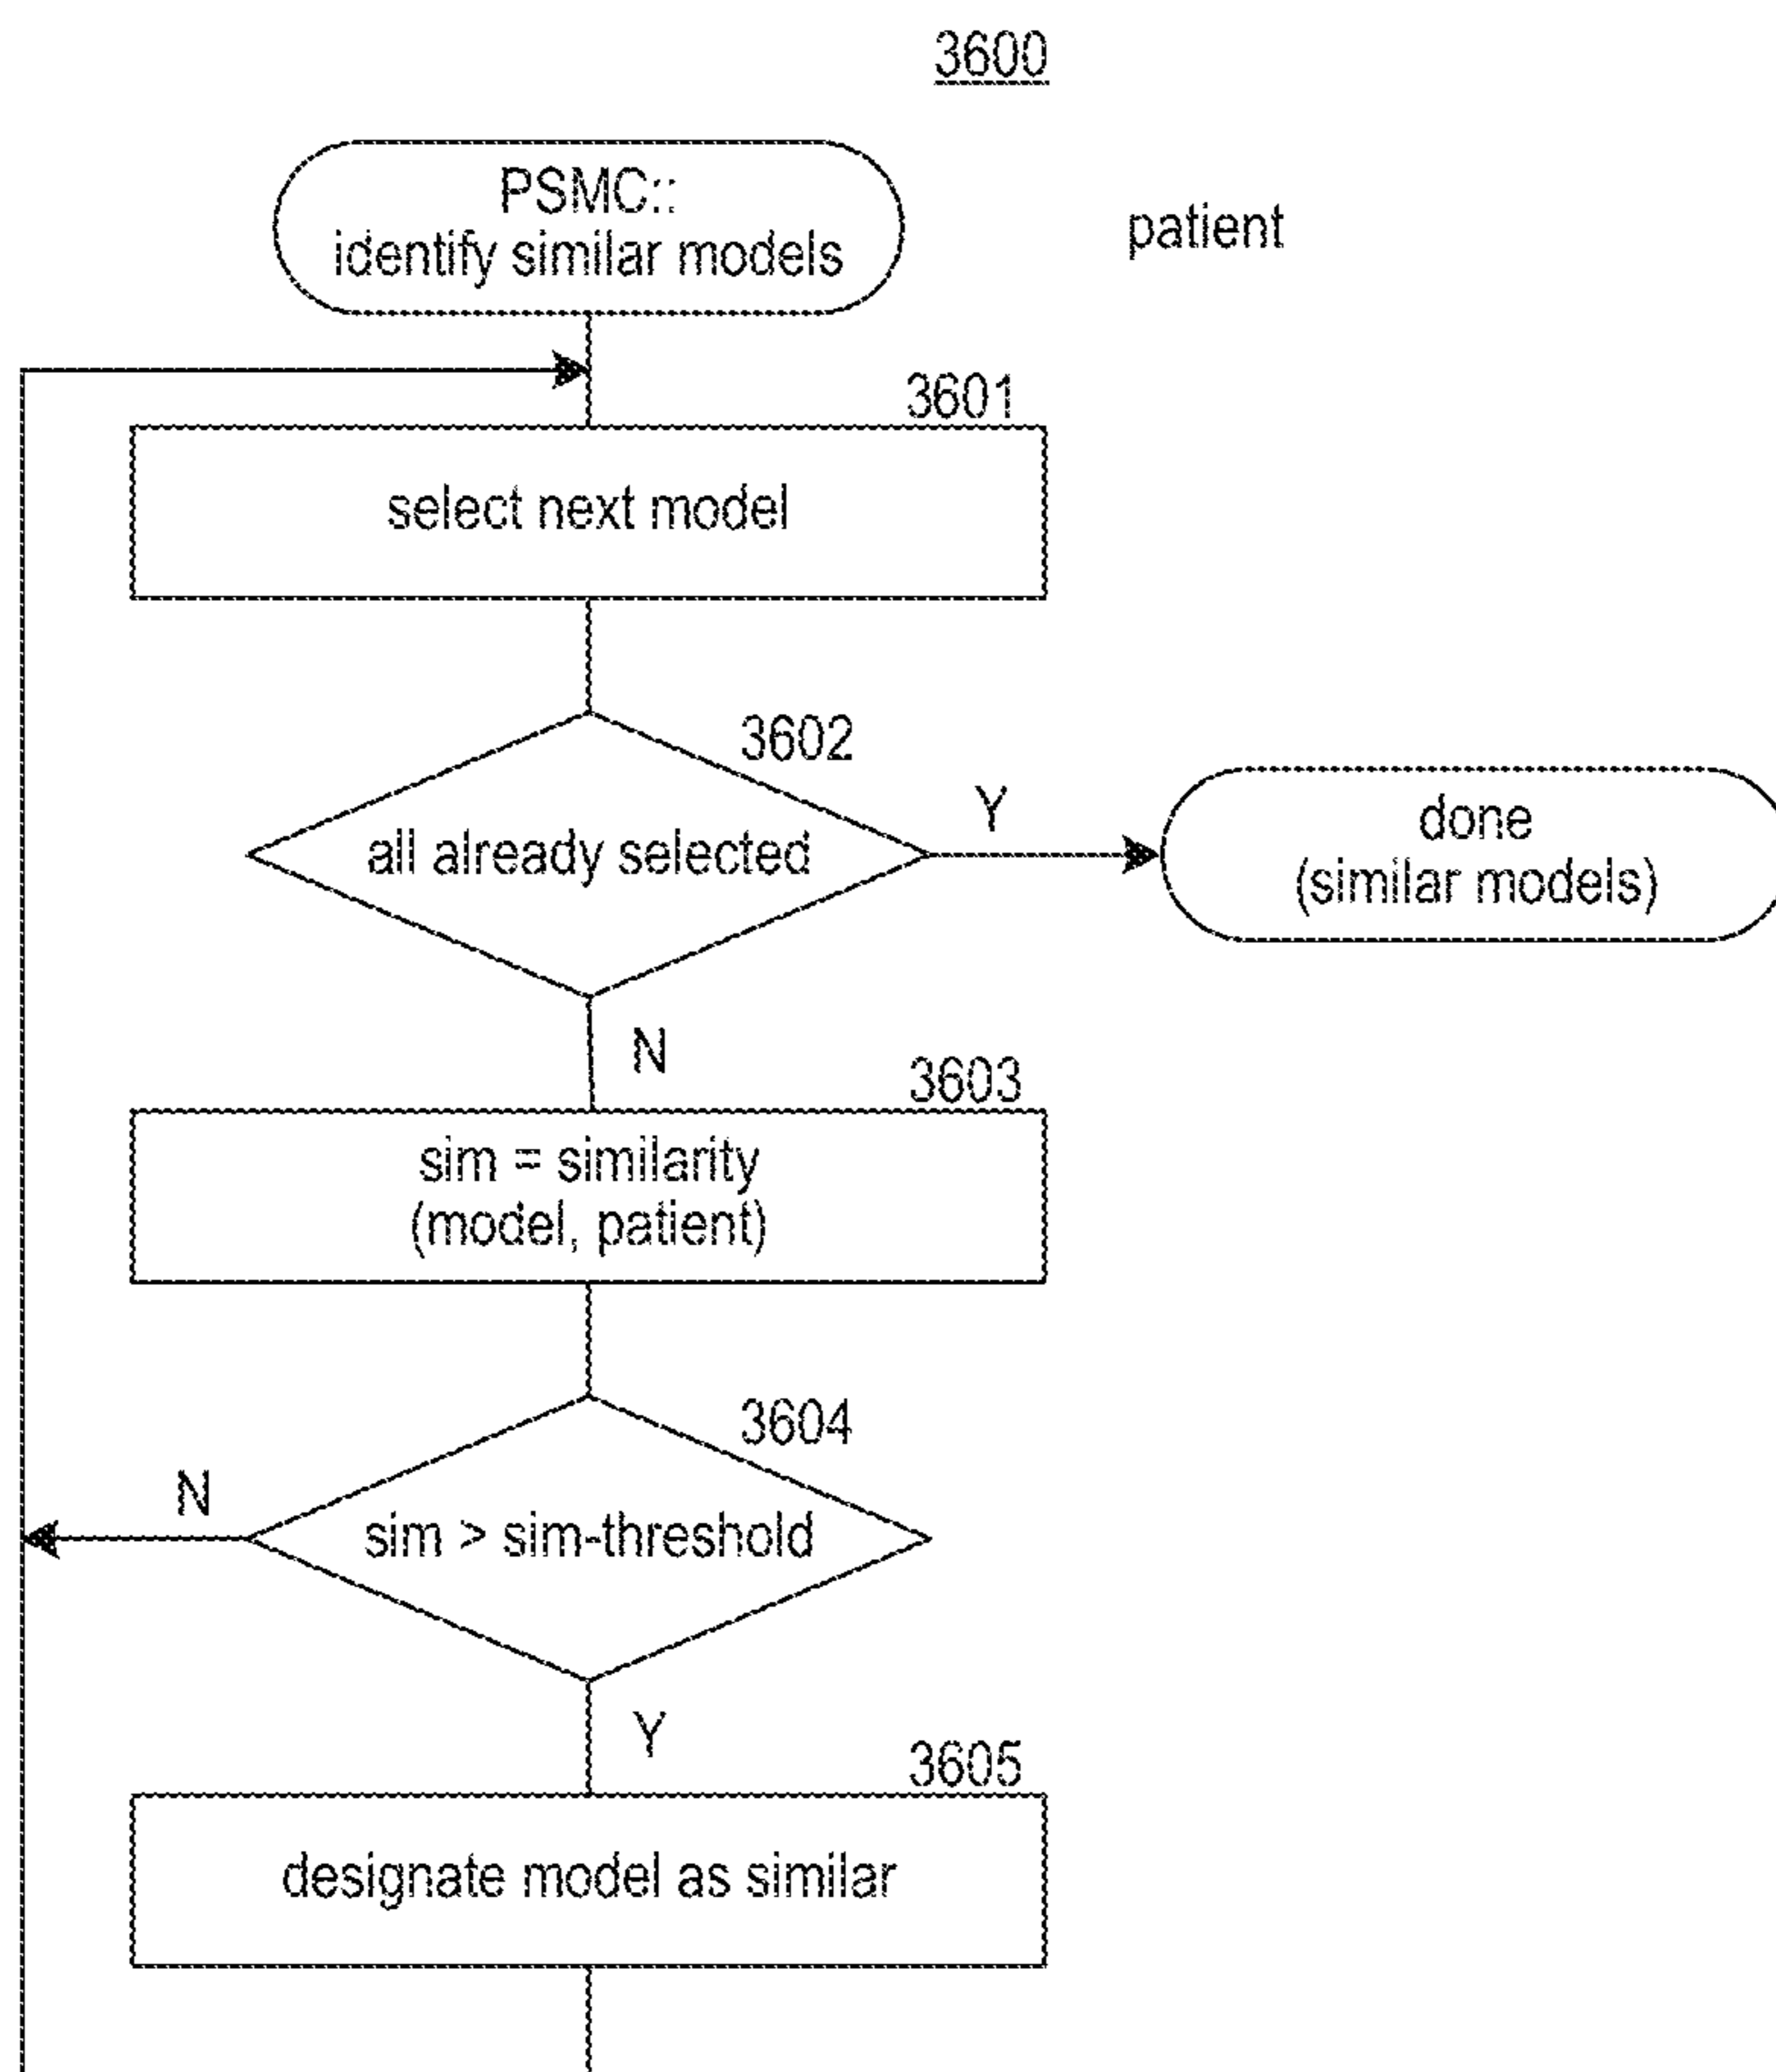 3600
PSMC::
identify similar models
patient
3601
select next model
3602
all already selected
Y
done
(similar models)
N
3603
sim = similarity
(model, patient)
3604
N
sim > sim-threshold
Y
3605
designate model as similar